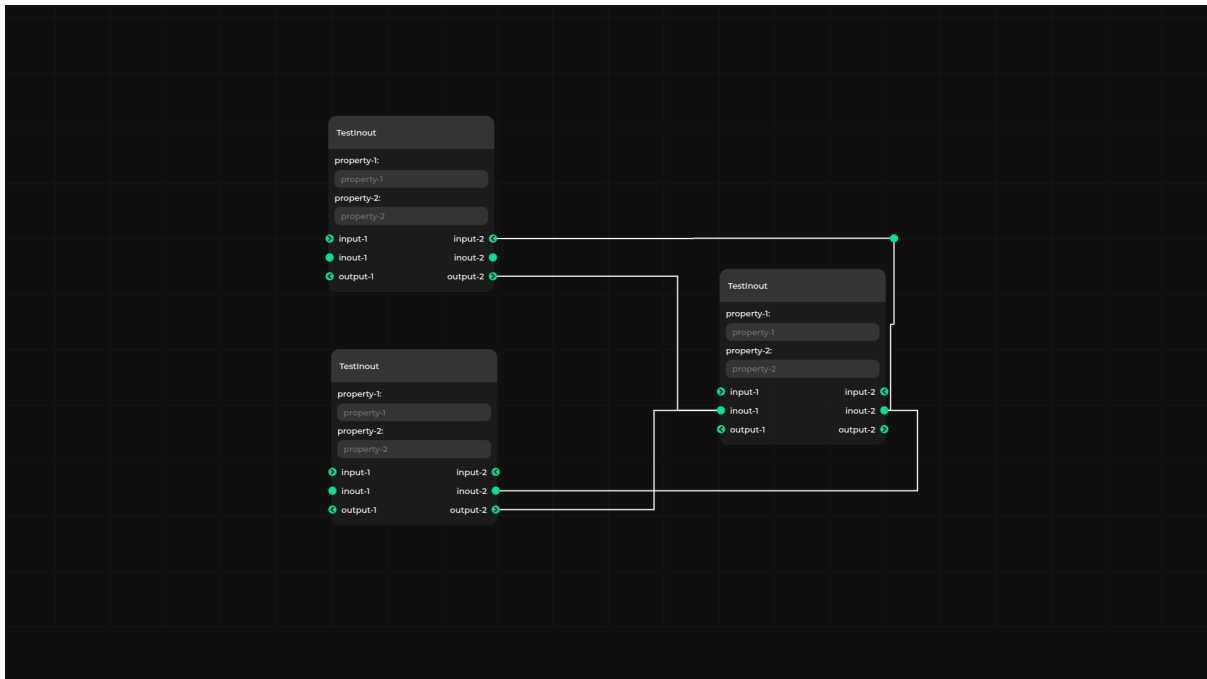 TestInout
property-1:
property-1
property-2:
property-2
input-1 input-2
inout-1 inout-2
output-1 output-2
TestInout
property-1:
property-1
property-2:
property-2
input-1 input-2
inout-1 inout-2
output-1 output-2
TestInout
property-1:
property-1
property-2:
property-2
input-1 input-2
inout-1 inout-2
output-1 output-2